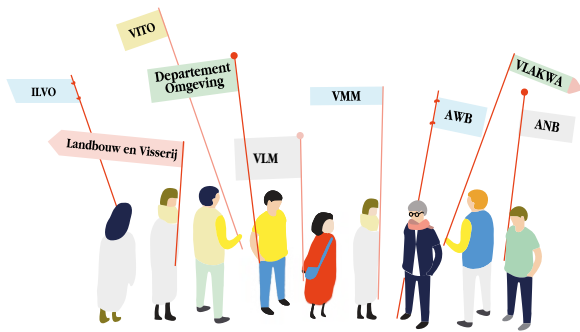 VITO
ILVO
Departement
Omgeving
Landbouw en Visserij
VLM
VMM
AWB
VLAKWA
ANB